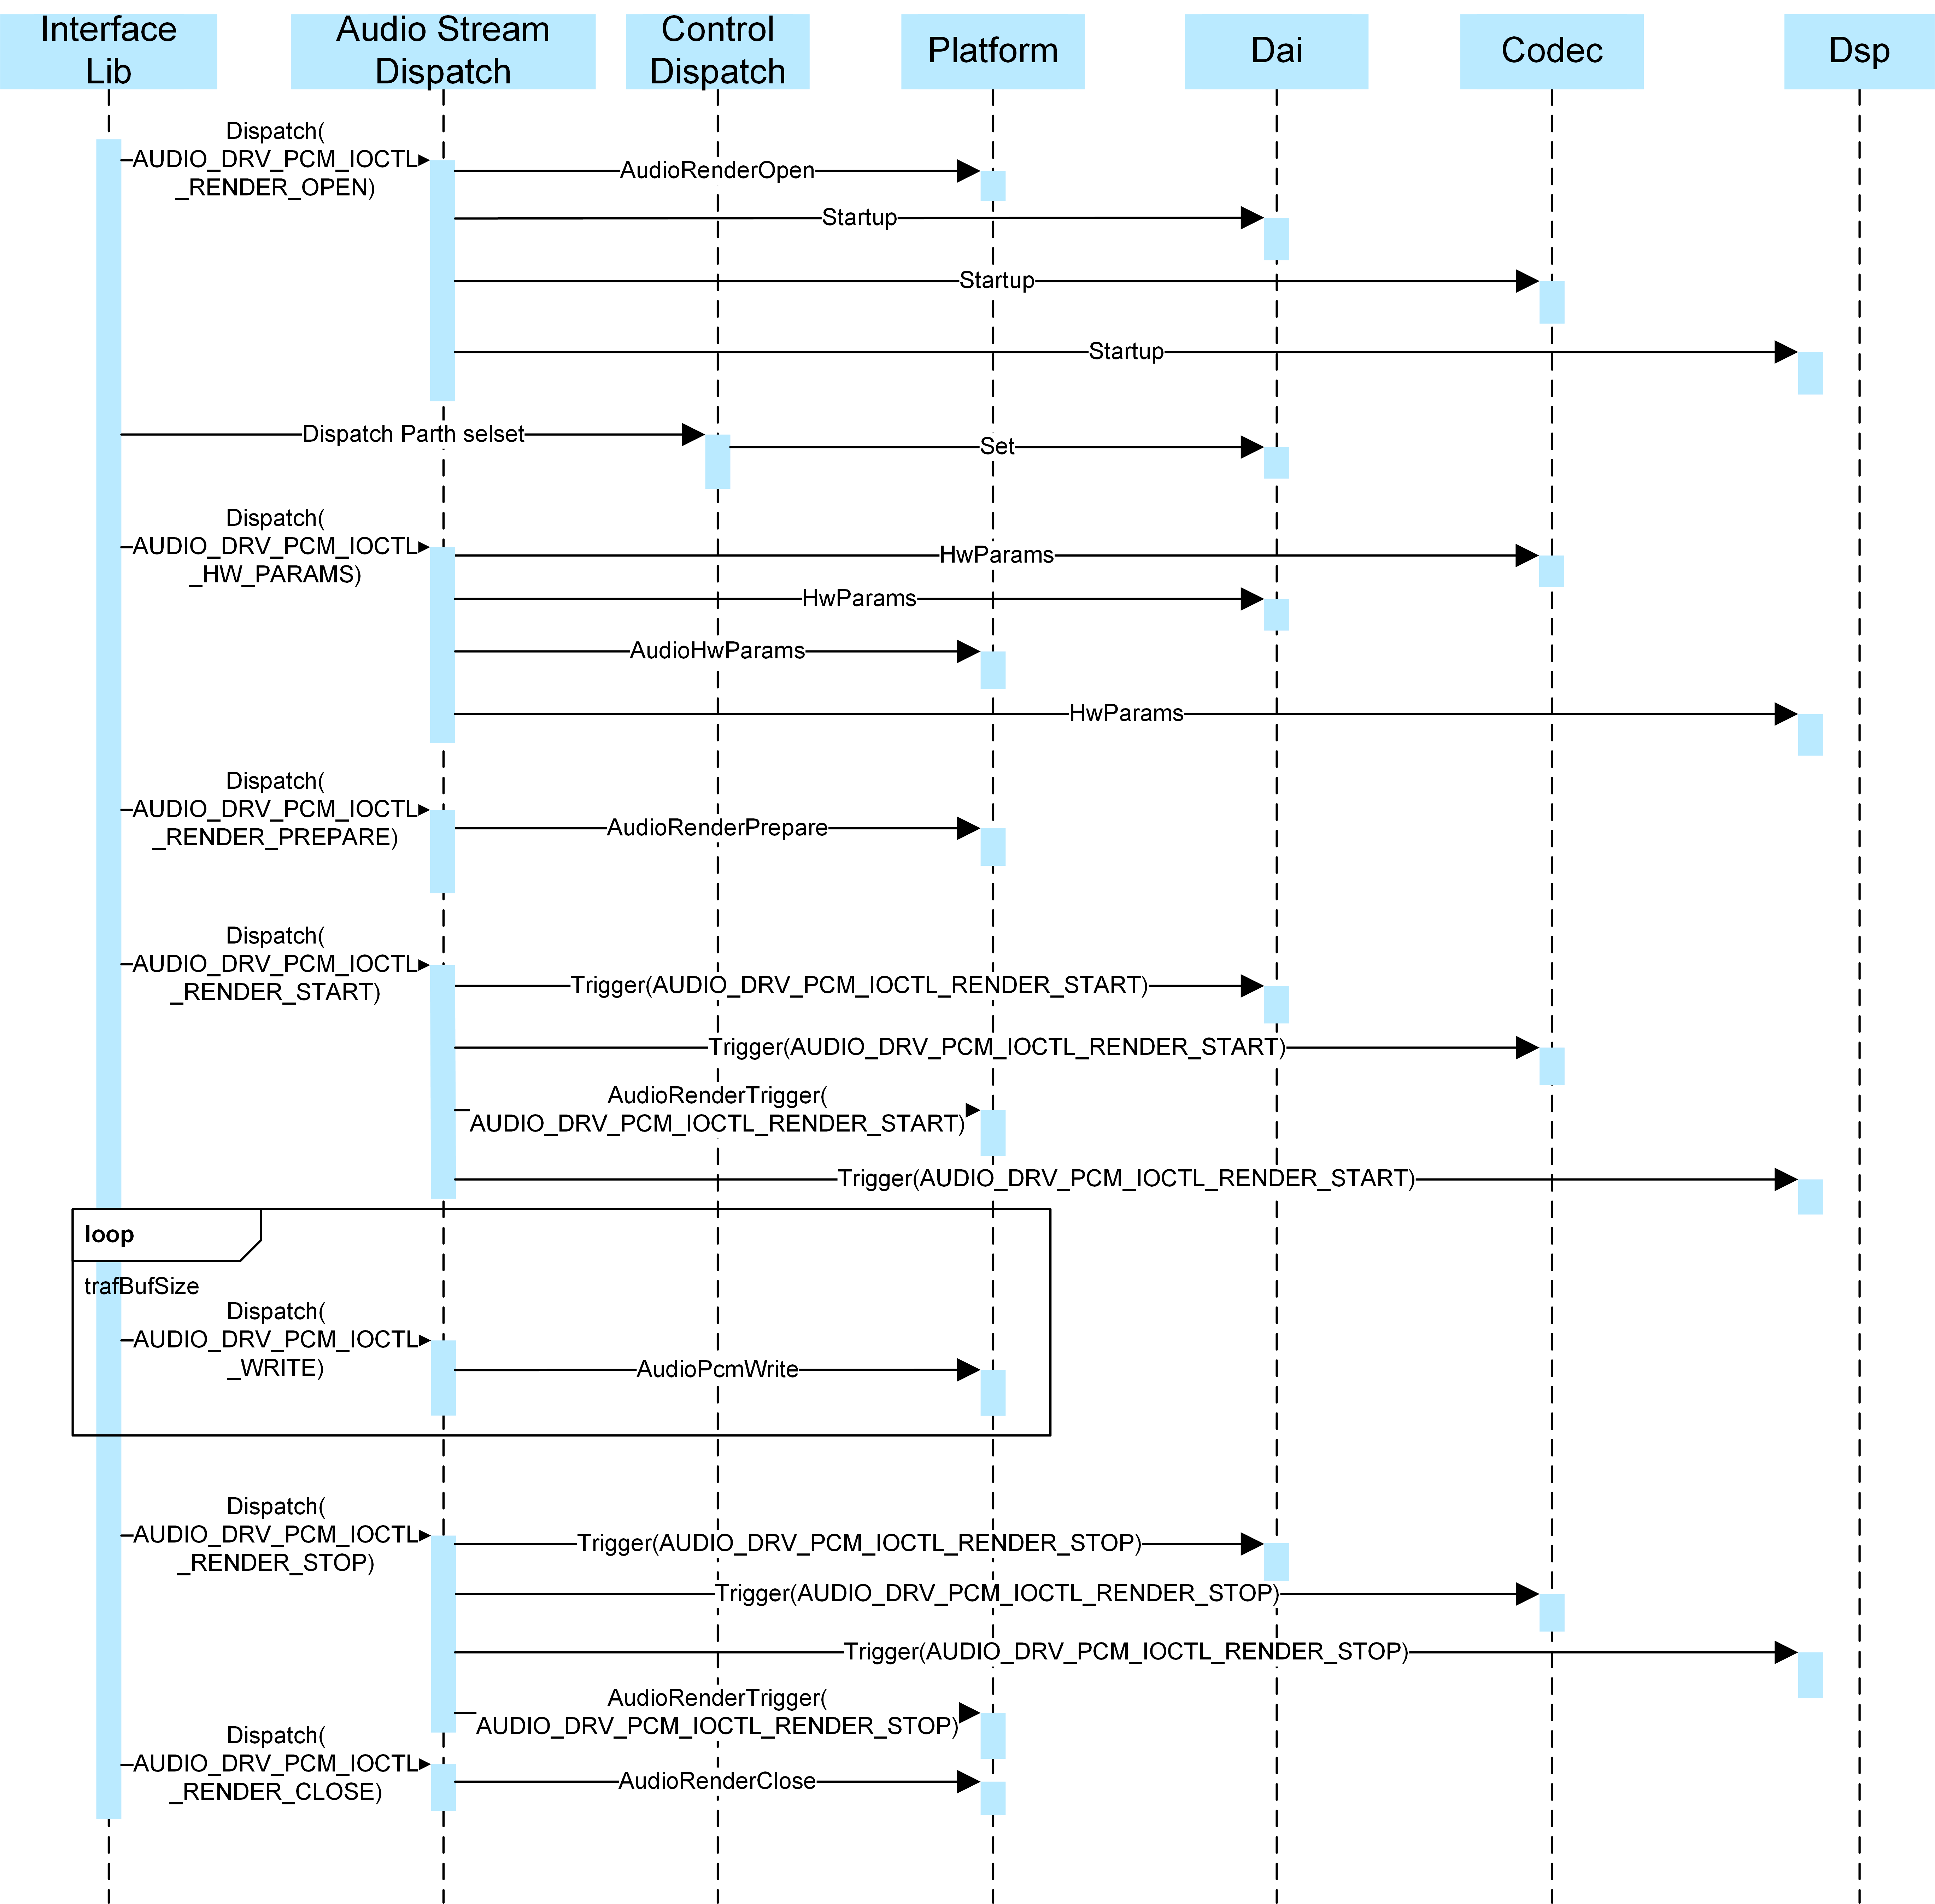 Interface
Lib
Audio Stream
Dispatch
Control
Dispatch
Platform
Dai
Codec
Dsp
Dispatch(
AUDIO_DRV_PCM_IOCTL
_RENDER_OPEN)
AudioRenderOpen
Startup
Startup
Startup
Dispatch Parth selset
Set
Dispatch(
AUDIO_DRV_PCM_IOCTL
_HW_PARAMS)
HwParams
HwParams
AudioHwParams
HwParams
Dispatch(
AUDIO_DRV_PCM_IOCTL
_RENDER_PREPARE)
AudioRenderPrepare
Dispatch(
AUDIO_DRV_PCM_IOCTL
_RENDER_START)
Trigger(AUDIO_DRV_PCM_IOCTL_RENDER_START)
Trigger(AUDIO_DRV_PCM_IOCTL_RENDER_START)
AudioRenderTrigger(
AUDIO_DRV_PCM_IOCTL_RENDER_START)
Trigger(AUDIO_DRV_PCM_IOCTL_RENDER_START)
loop
trafBufSize
Dispatch(
AUDIO_DRV_PCM_IOCTL
_WRITE)
AudioPcmWrite
Dispatch(
AUDIO_DRV_PCM_IOCTL
_RENDER_STOP)
Trigger(AUDIO_DRV_PCM_IOCTL_RENDER_STOP)
Trigger(AUDIO_DRV_PCM_IOCTL_RENDER_STOP)
Trigger(AUDIO_DRV_PCM_IOCTL_RENDER_STOP)
AudioRenderTrigger(
AUDIO_DRV_PCM_IOCTL_RENDER_STOP)
Dispatch(
AUDIO_DRV_PCM_IOCTL
_RENDER_CLOSE)
AudioRenderClose